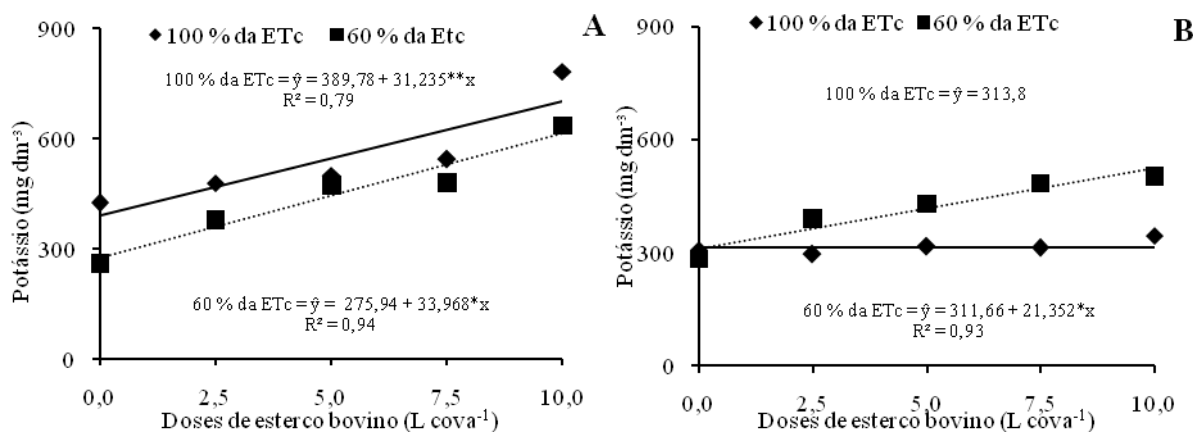 A
◆ 100 % da ETc ■ 60 % da Etc
100 % da ETc = ŷ = 389,78 + 31,235**x
R² = 0,79
60 % da ETc = ŷ = 275,94 + 33,968*x
R² = 0,94
Potássio (mg dm⁻³)
900
600
300
0
0,0 2,5 5,0 7,5 10,0
Doses de esterco bovino (L cova⁻¹)
B
◆ 100 % da ETc ■ 60 % da ETc
100 % da ETc = ŷ = 313,8
60 % da ETc = ŷ = 311,66 + 21,352*x
R² = 0,93
Potássio (mg dm⁻³)
900
600
300
0
0,0 2,5 5,0 7,5 10,0
Doses de esterco bovino (L cova⁻¹)